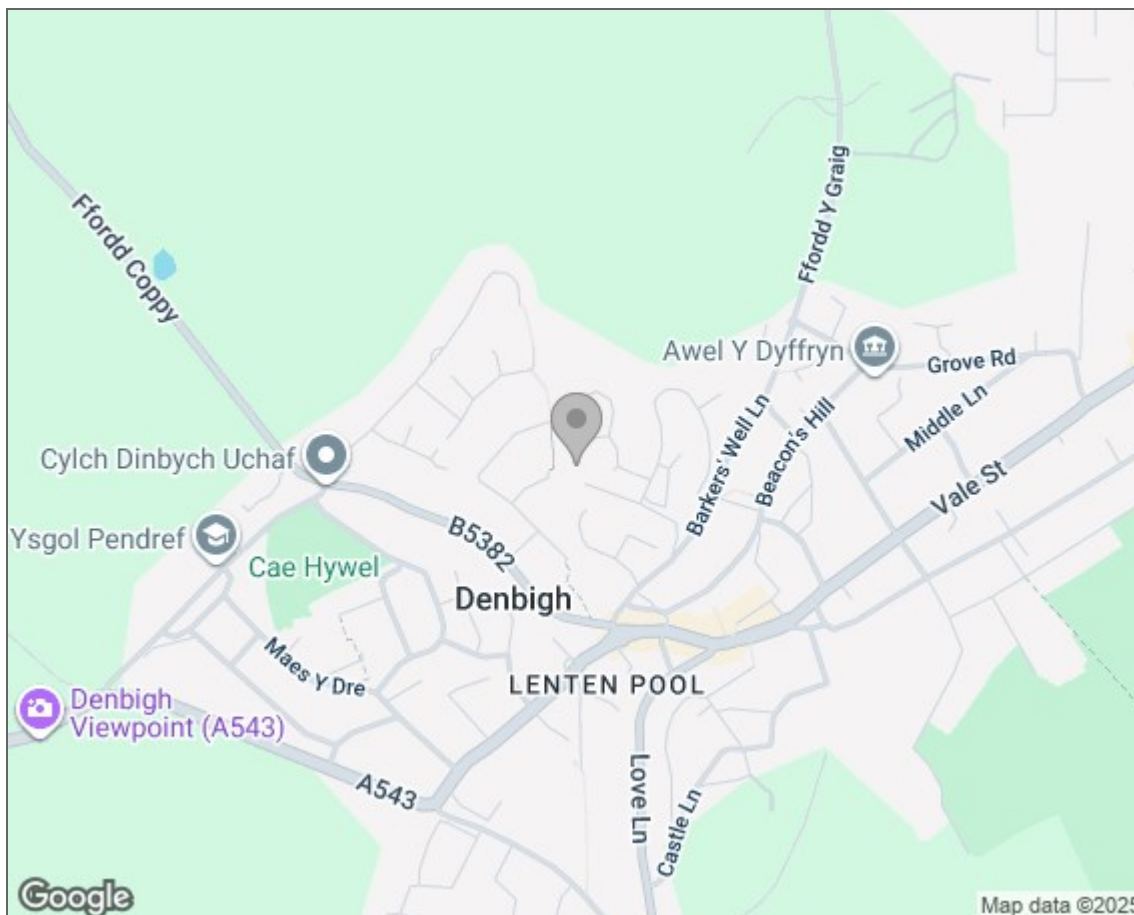 Ffordd Coppy
Ffordd Y Graig
Awel Y Dyffryn
Grove Rd
Middle Ln
Barkers' Well Ln
Beacon's Hill
Vale St
Cylch Dinbych Uchaf
B5382
Ysgol Pendref
Cae Hywel
Denbigh
Maes Y Dre
LENTEN POOL
Denbigh
Viewpoint (A543)
A543
Love Ln
Castle Ln
Google
Map data ©2025